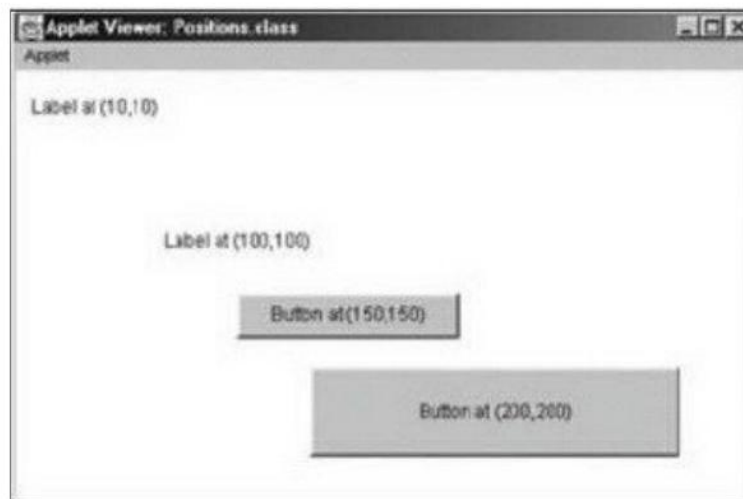 Applet Viewer: Positions.class
Applet
Label at (10,10)
Label at (100,100)
Button at (150,150)
Button at (200,200)